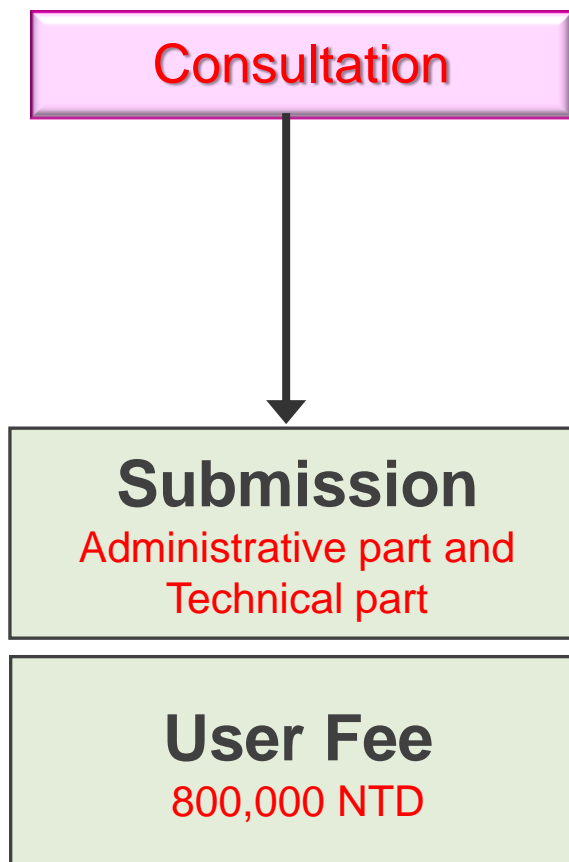 Consultation
Submission
Administrative part and
Technical part
User Fee
800,000 NTD